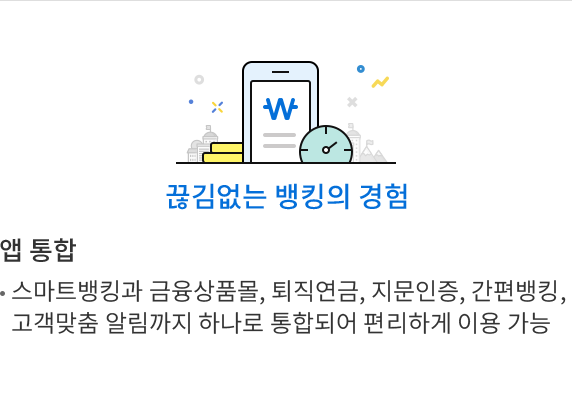 끊김없는 뱅킹의 경험
앱 통합
• 스마트뱅킹과 금융상품몰, 퇴직연금, 지문인증, 간편뱅킹,
고객맞춤 알림까지 하나로 통합되어 편리하게 이용 가능